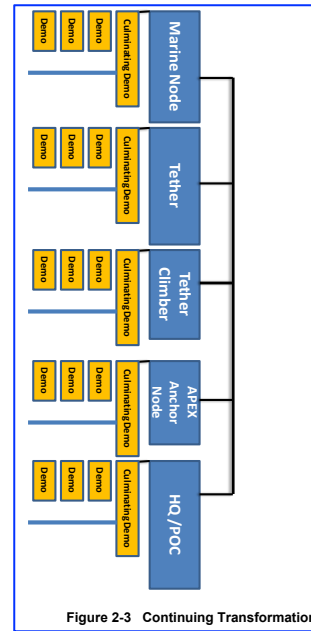 Marine Node
Culminating Demo
Demo
Demo
Demo
Tether
Culminating Demo
Demo
Demo
Demo
Tether
Climber
Culminating Demo
Demo
Demo
Demo
APEX
Anchor
Node
Culminating Demo
Demo
Demo
Demo
HQ/POC
Culminating Demo
Demo
Demo
Demo
Figure 2-3 Continuing Transformation